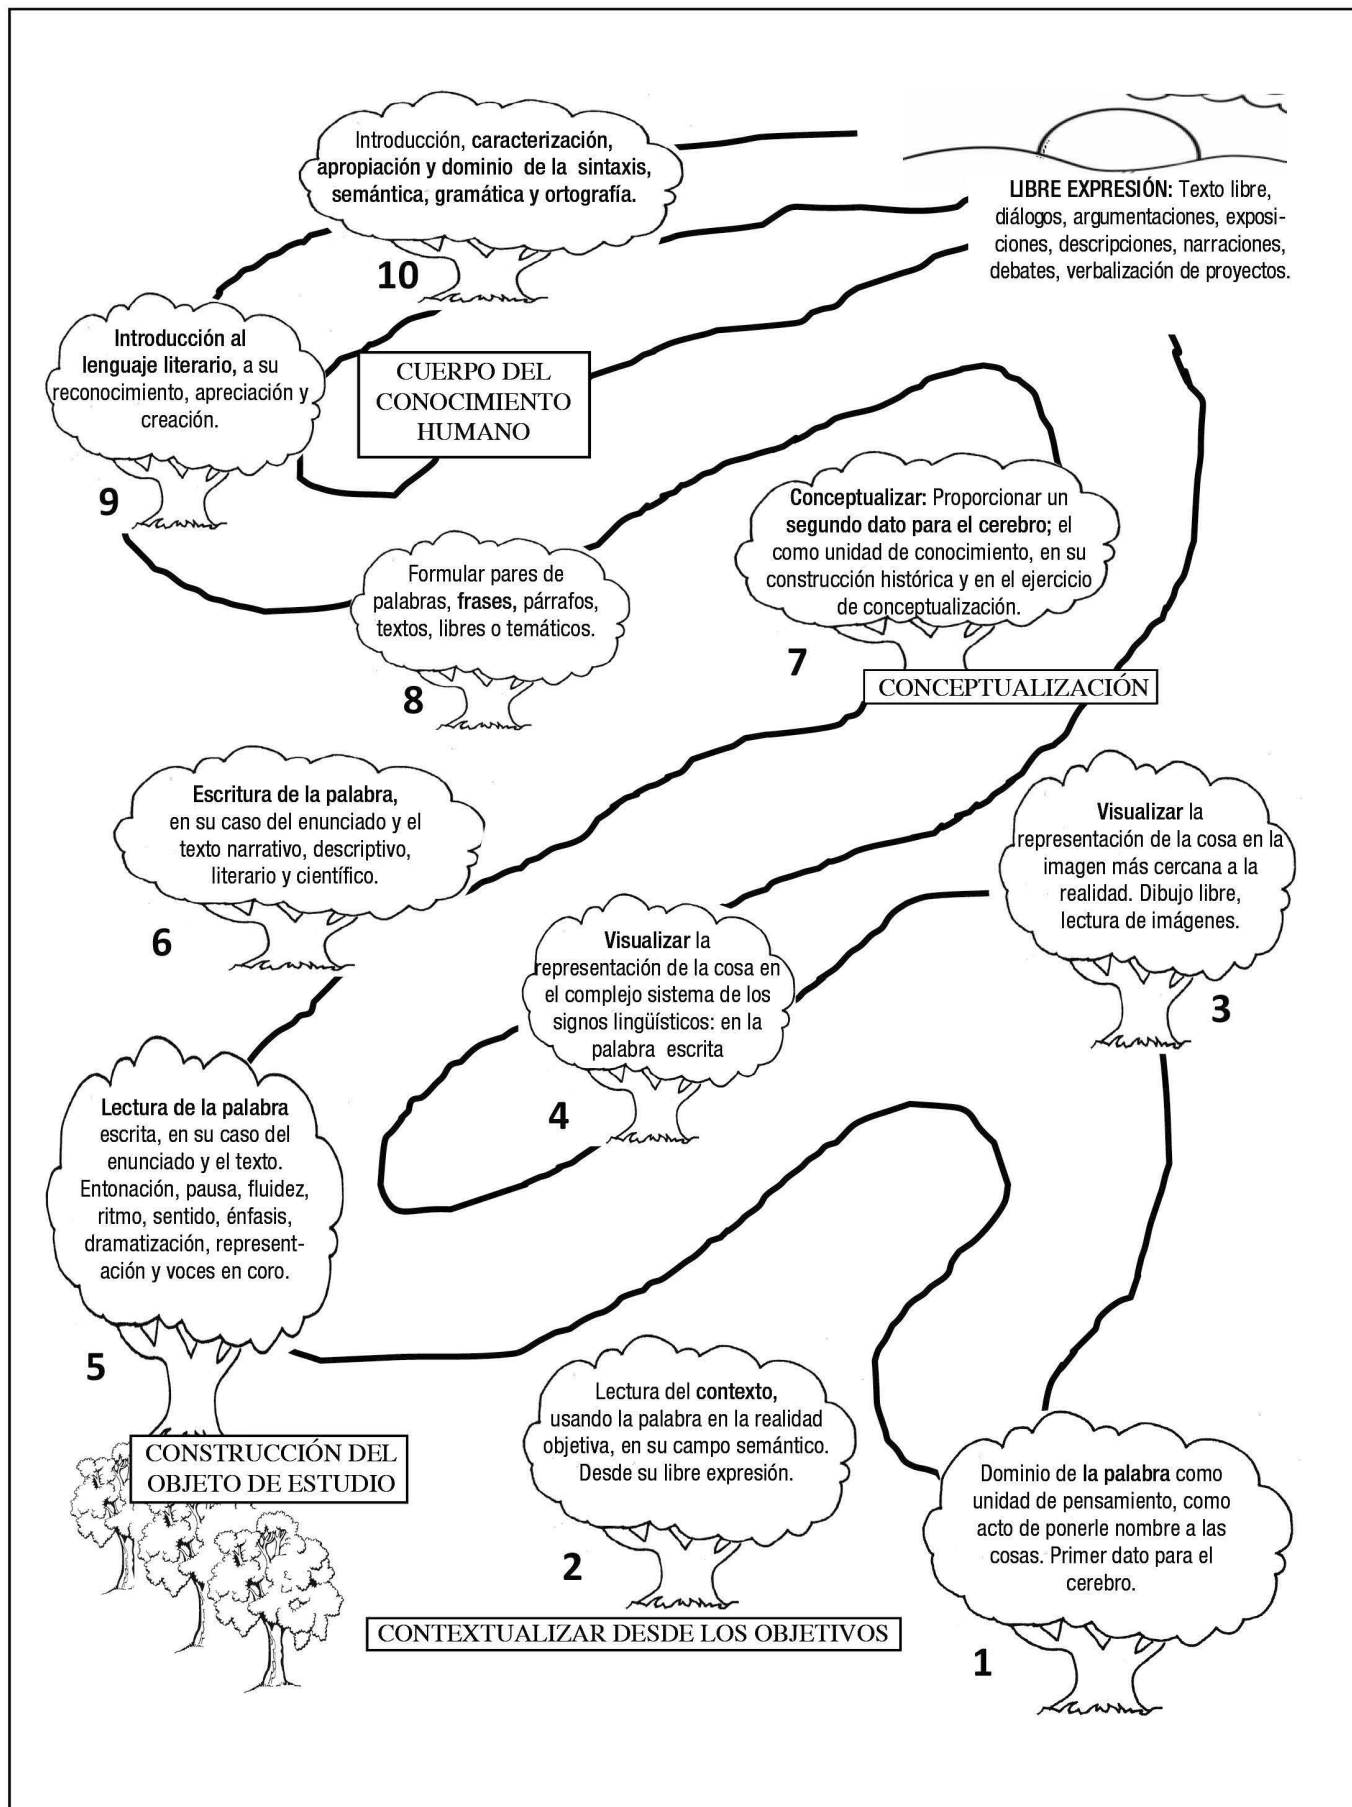 Introducción, caracterización,
apropiación y dominio de la sintaxis,
semántica, gramática y ortografía.
10
LIBRE EXPRESIÓN: Texto libre,
diálogos, argumentaciones, exposi-
ciones, descripciones, narraciones,
debates, verbalización de proyectos.
Introducción al
lenguaje literario, a su
reconocimiento, apreciación y
creación.
9
CUERPO DEL
CONOCIMIENTO
HUMANO
Conceptualizar: Proporcionar un
segundo dato para el cerebro; el
como unidad de conocimiento, en su
construcción histórica y en el ejercicio
de conceptualización.
7
CONCEPTUALIZACIÓN
Formular pares de
palabras, frases, párrafos,
textos, libres o temáticos.
8
Escritura de la palabra,
en su caso del enunciado y el
texto narrativo, descriptivo,
literario y científico.
6
Visualizar la
representación de la cosa en la
imagen más cercana a la
realidad. Dibujo libre,
lectura de imágenes.
3
Visualizar la
representación de la cosa en
el complejo sistema de los
signos lingüísticos: en la
palabra escrita
4
Lectura de la palabra
escrita, en su caso del
enunciado y el texto.
Entonación, pausa, fluidez,
ritmo, sentido, énfasis,
dramatización, represent-
ación y voces en coro.
5
CONSTRUCCIÓN DEL
OBJETO DE ESTUDIO
Lectura del contexto,
usando la palabra en la realidad
objetiva, en su campo semántico.
Desde su libre expresión.
2
CONTEXTUALIZAR DESDE LOS OBJETIVOS
Dominio de la palabra como
unidad de pensamiento, como
acto de ponerle nombre a las
cosas. Primer dato para el
cerebro.
1